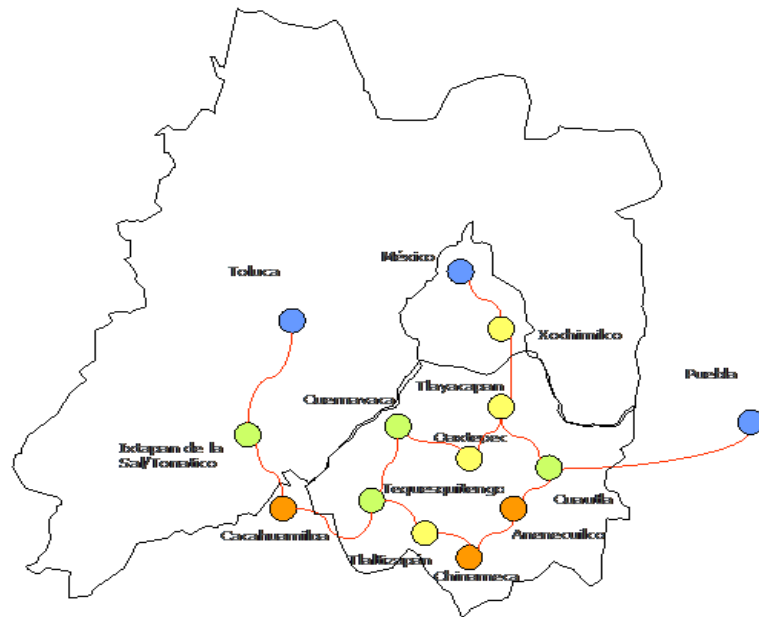 México
Toluca
Xochimilco
Puebla
Tlayacapan
Cuernavaca
Oaxtepec
Ixtapan de la
Sal/Tonatico
Tequesquitengo
Cuautla
Cacahuamilpa
Anenecuilco
Tlaltizapán
Chinameca